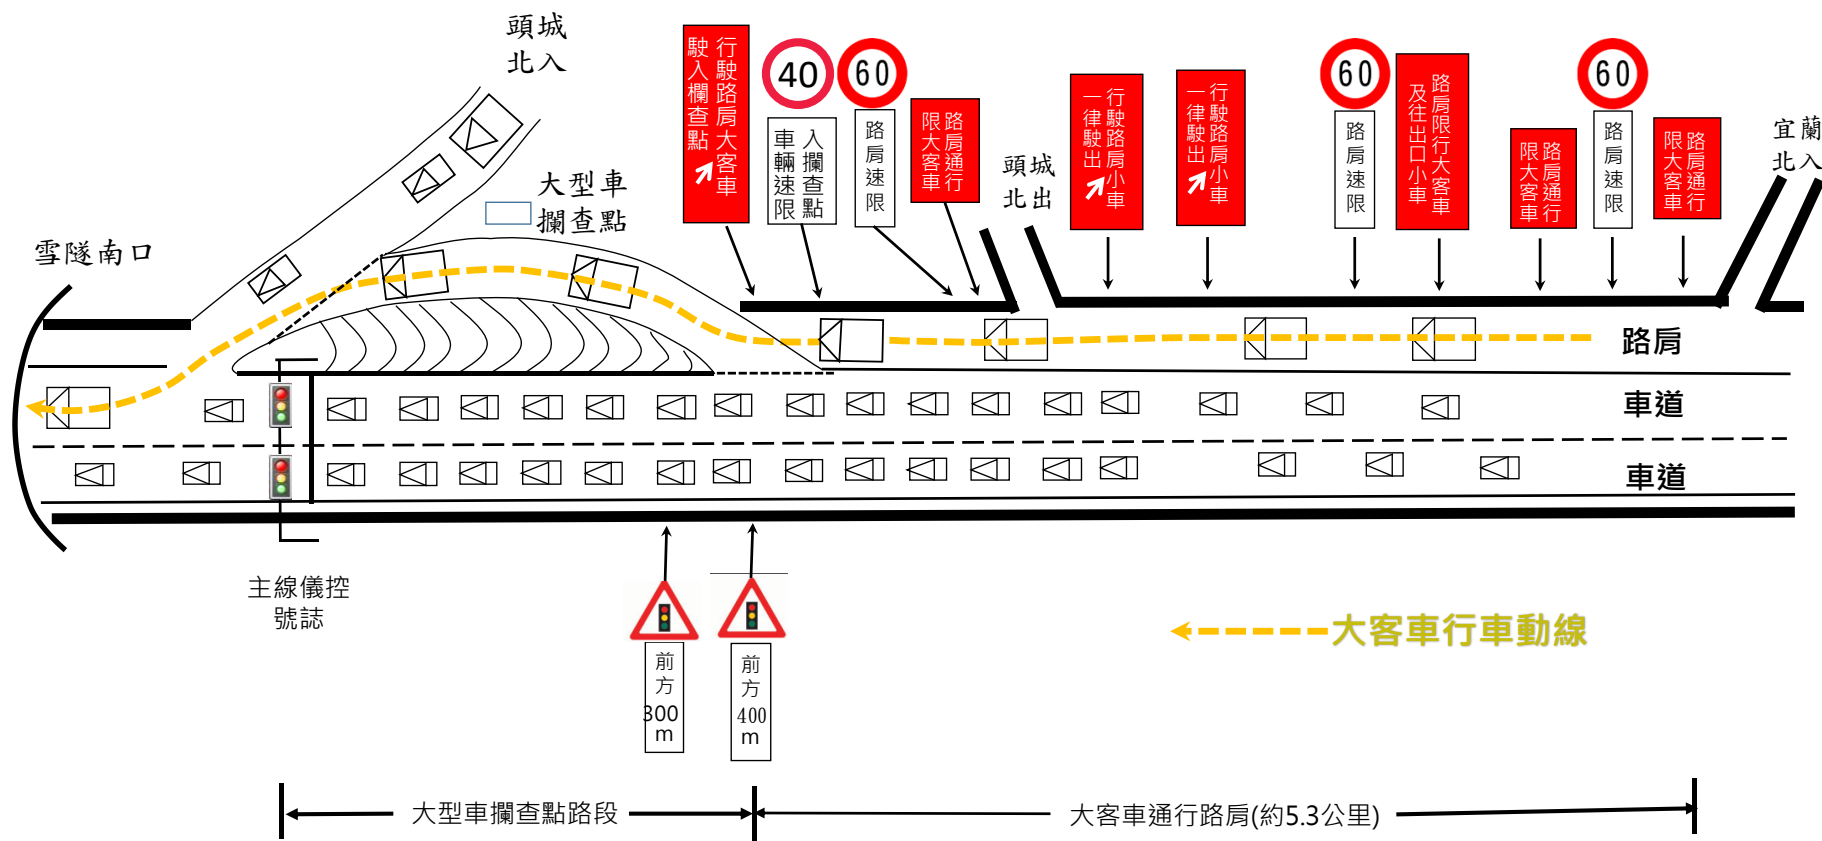 頭城
北入
行駛路肩大客車
駛入欄查點
40
入攔查點
車輛速限
60
路肩速限
路肩通行
限大客車
頭城
北出
行駛路肩小車
一律駛出
行駛路肩小車
一律駛出
60
路肩速限
路肩限行大客車
及往出口小車
路肩通行
限大客車
60
路肩速限
路肩通行
限大客車
宜蘭
北入
大型車
攔查點
雪隧南口
路肩
車道
車道
主線儀控
號誌
前方
300
m
前方
400
m
大客車行車動線
大型車攔查點路段
大客車通行路肩(約5.3公里)